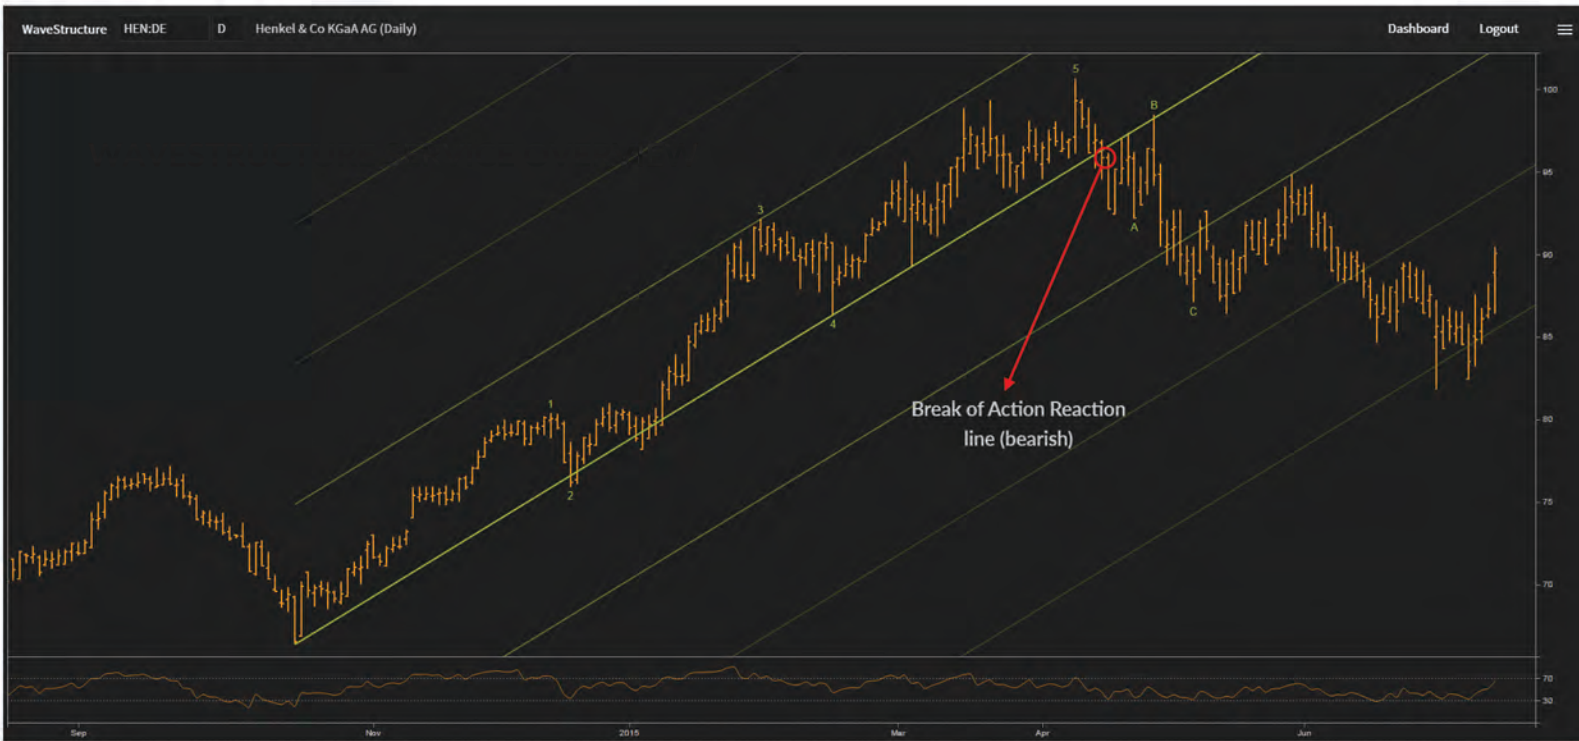 WaveStructure HEN:DE D Henkel & Co KGaA AG (Daily) Dashboard Logout
5
100
B
95
3
A
90
C
4
85
Break of Action Reaction
line (bearish)
1
80
2
75
70
70
30
Sep Nov 2015 Mar Apr Jun